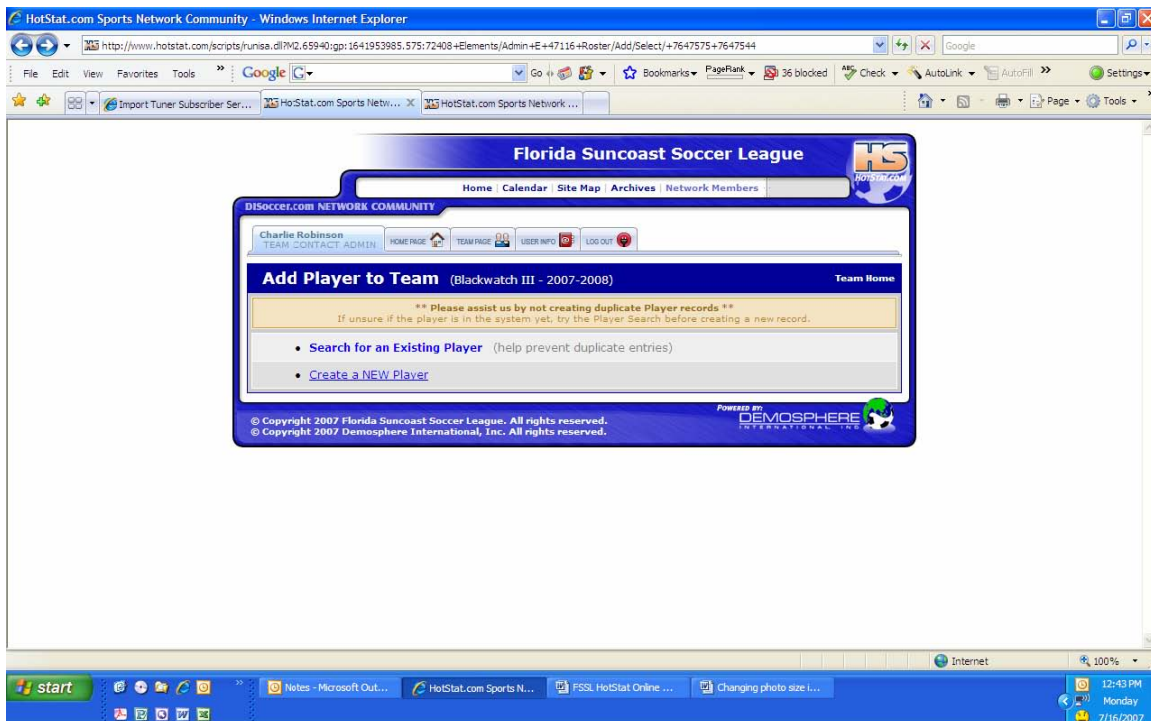 HotStat.com Sports Network Community - Windows Internet Explorer
http://www.hotstat.com/scripts/runisa.dll?M2.65940:gp:1641953985.575:72408+Elements/Admin+E+47116+Roster/Add/Select/+7647575+7647544
Google
File Edit View Favorites Tools » Google G Go Bookmarks PageRank 36 blocked Check AutoLink AutoFill » Settings
Import Tuner Subscriber Ser... HotStat.com Sports Netw... X HotStat.com Sports Network ... Page Tools
Florida Suncoast Soccer League
HS
HOTSTAT.COM
Home | Calendar | Site Map | Archives | Network Members
DISoccer.com NETWORK COMMUNITY
Charlie Robinson
TEAM CONTACT ADMIN
HOME PAGE TEAM PAGE USER INFO LOG OUT
Add Player to Team (Blackwatch III - 2007-2008) Team Home
** Please assist us by not creating duplicate Player records **
If unsure if the player is in the system yet, try the Player Search before creating a new record.
• Search for an Existing Player (help prevent duplicate entries)
• Create a NEW Player
POWERED BY:
DEMOSPHERE
INTERNATIONAL, INC.
© Copyright 2007 Florida Suncoast Soccer League. All rights reserved.
© Copyright 2007 Demosphere International, Inc. All rights reserved.
Internet 100%
start » Notes - Microsoft Out... HotStat.com Sports N... FSSL HotStat Online ... Changing photo size i... 12:43 PM
Monday
7/16/2007